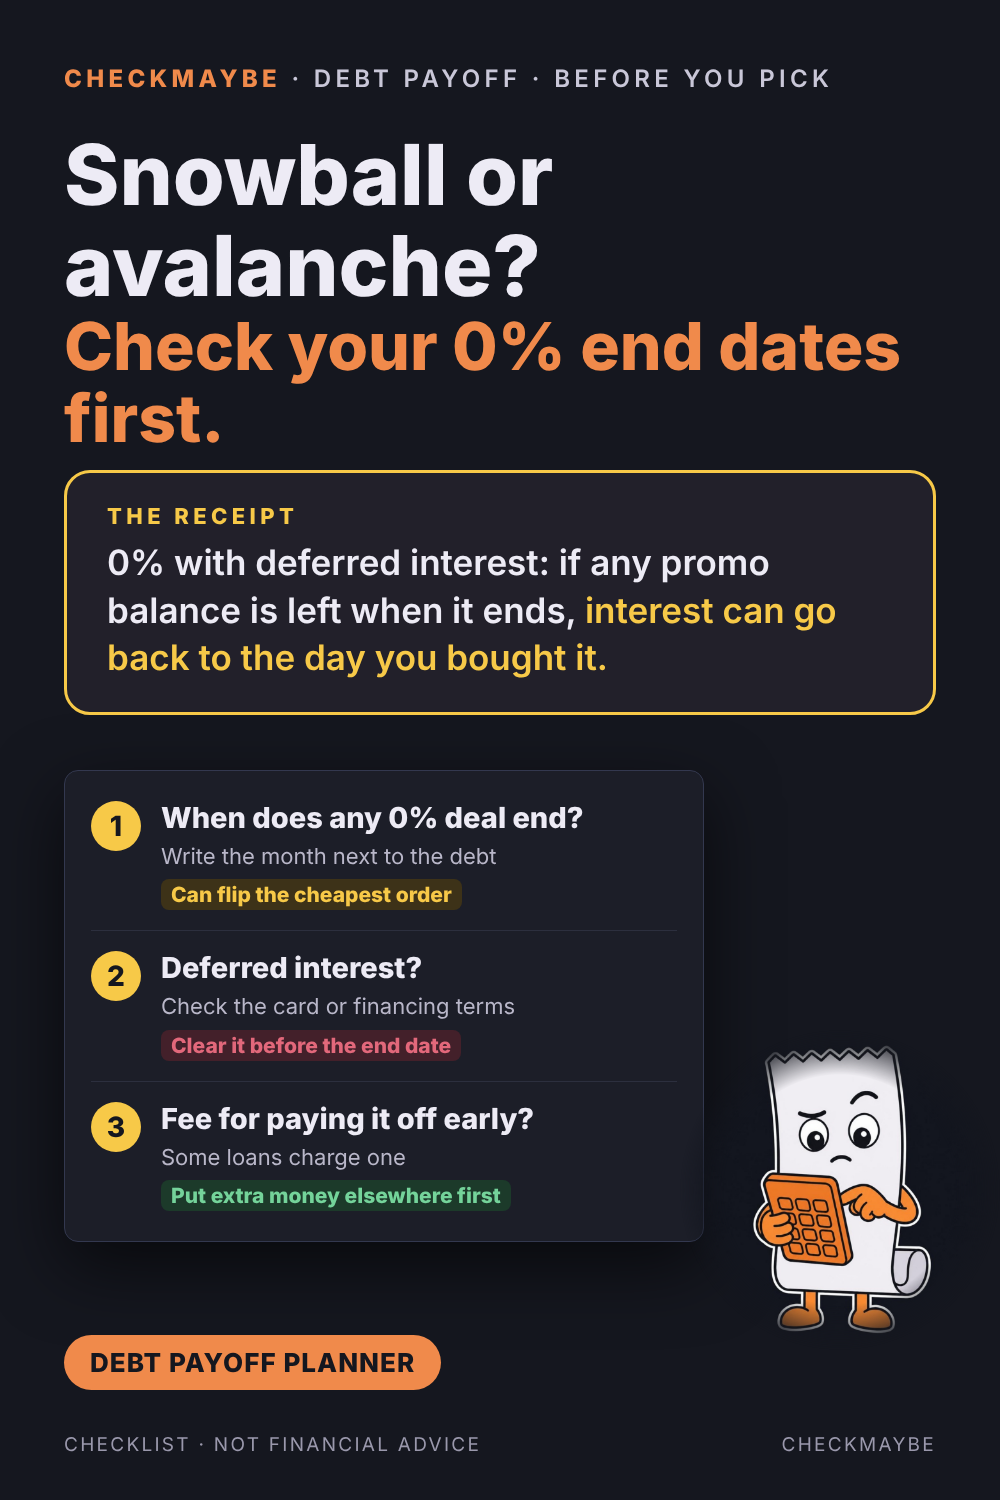 CHECKMAYBE · DEBT PAYOFF · BEFORE YOU PICK
Snowball or
avalanche?
Check your 0% end dates
first.
THE RECEIPT
0% with deferred interest: if any promo
balance is left when it ends, interest can go
back to the day you bought it.
1 When does any 0% deal end?
Write the month next to the debt
Can flip the cheapest order
2 Deferred interest?
Check the card or financing terms
Clear it before the end date
3 Fee for paying it off early?
Some loans charge one
Put extra money elsewhere first
DEBT PAYOFF PLANNER
CHECKLIST · NOT FINANCIAL ADVICE
CHECKMAYBE